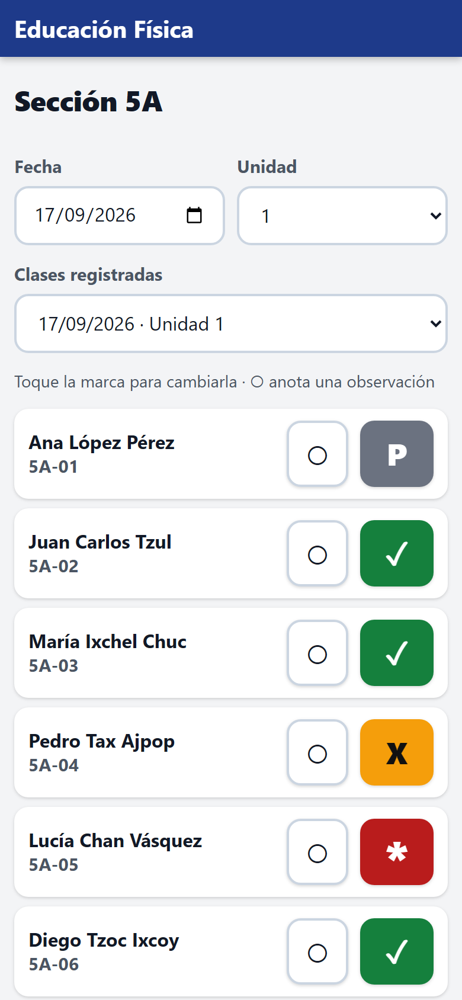 Educación Física
Sección 5A
Fecha
Unidad
17/09/2026
1
Clases registradas
17/09/2026 · Unidad 1
Toque la marca para cambiarla · ○ anota una observación
Ana López Pérez
5A-01
○
P
Juan Carlos Tzul
5A-02
○
✓
María Ixchel Chuc
5A-03
○
✓
Pedro Tax Ajpop
5A-04
○
X
Lucía Chan Vásquez
5A-05
○
*
Diego Tzoc Ixcoy
5A-06
○
✓